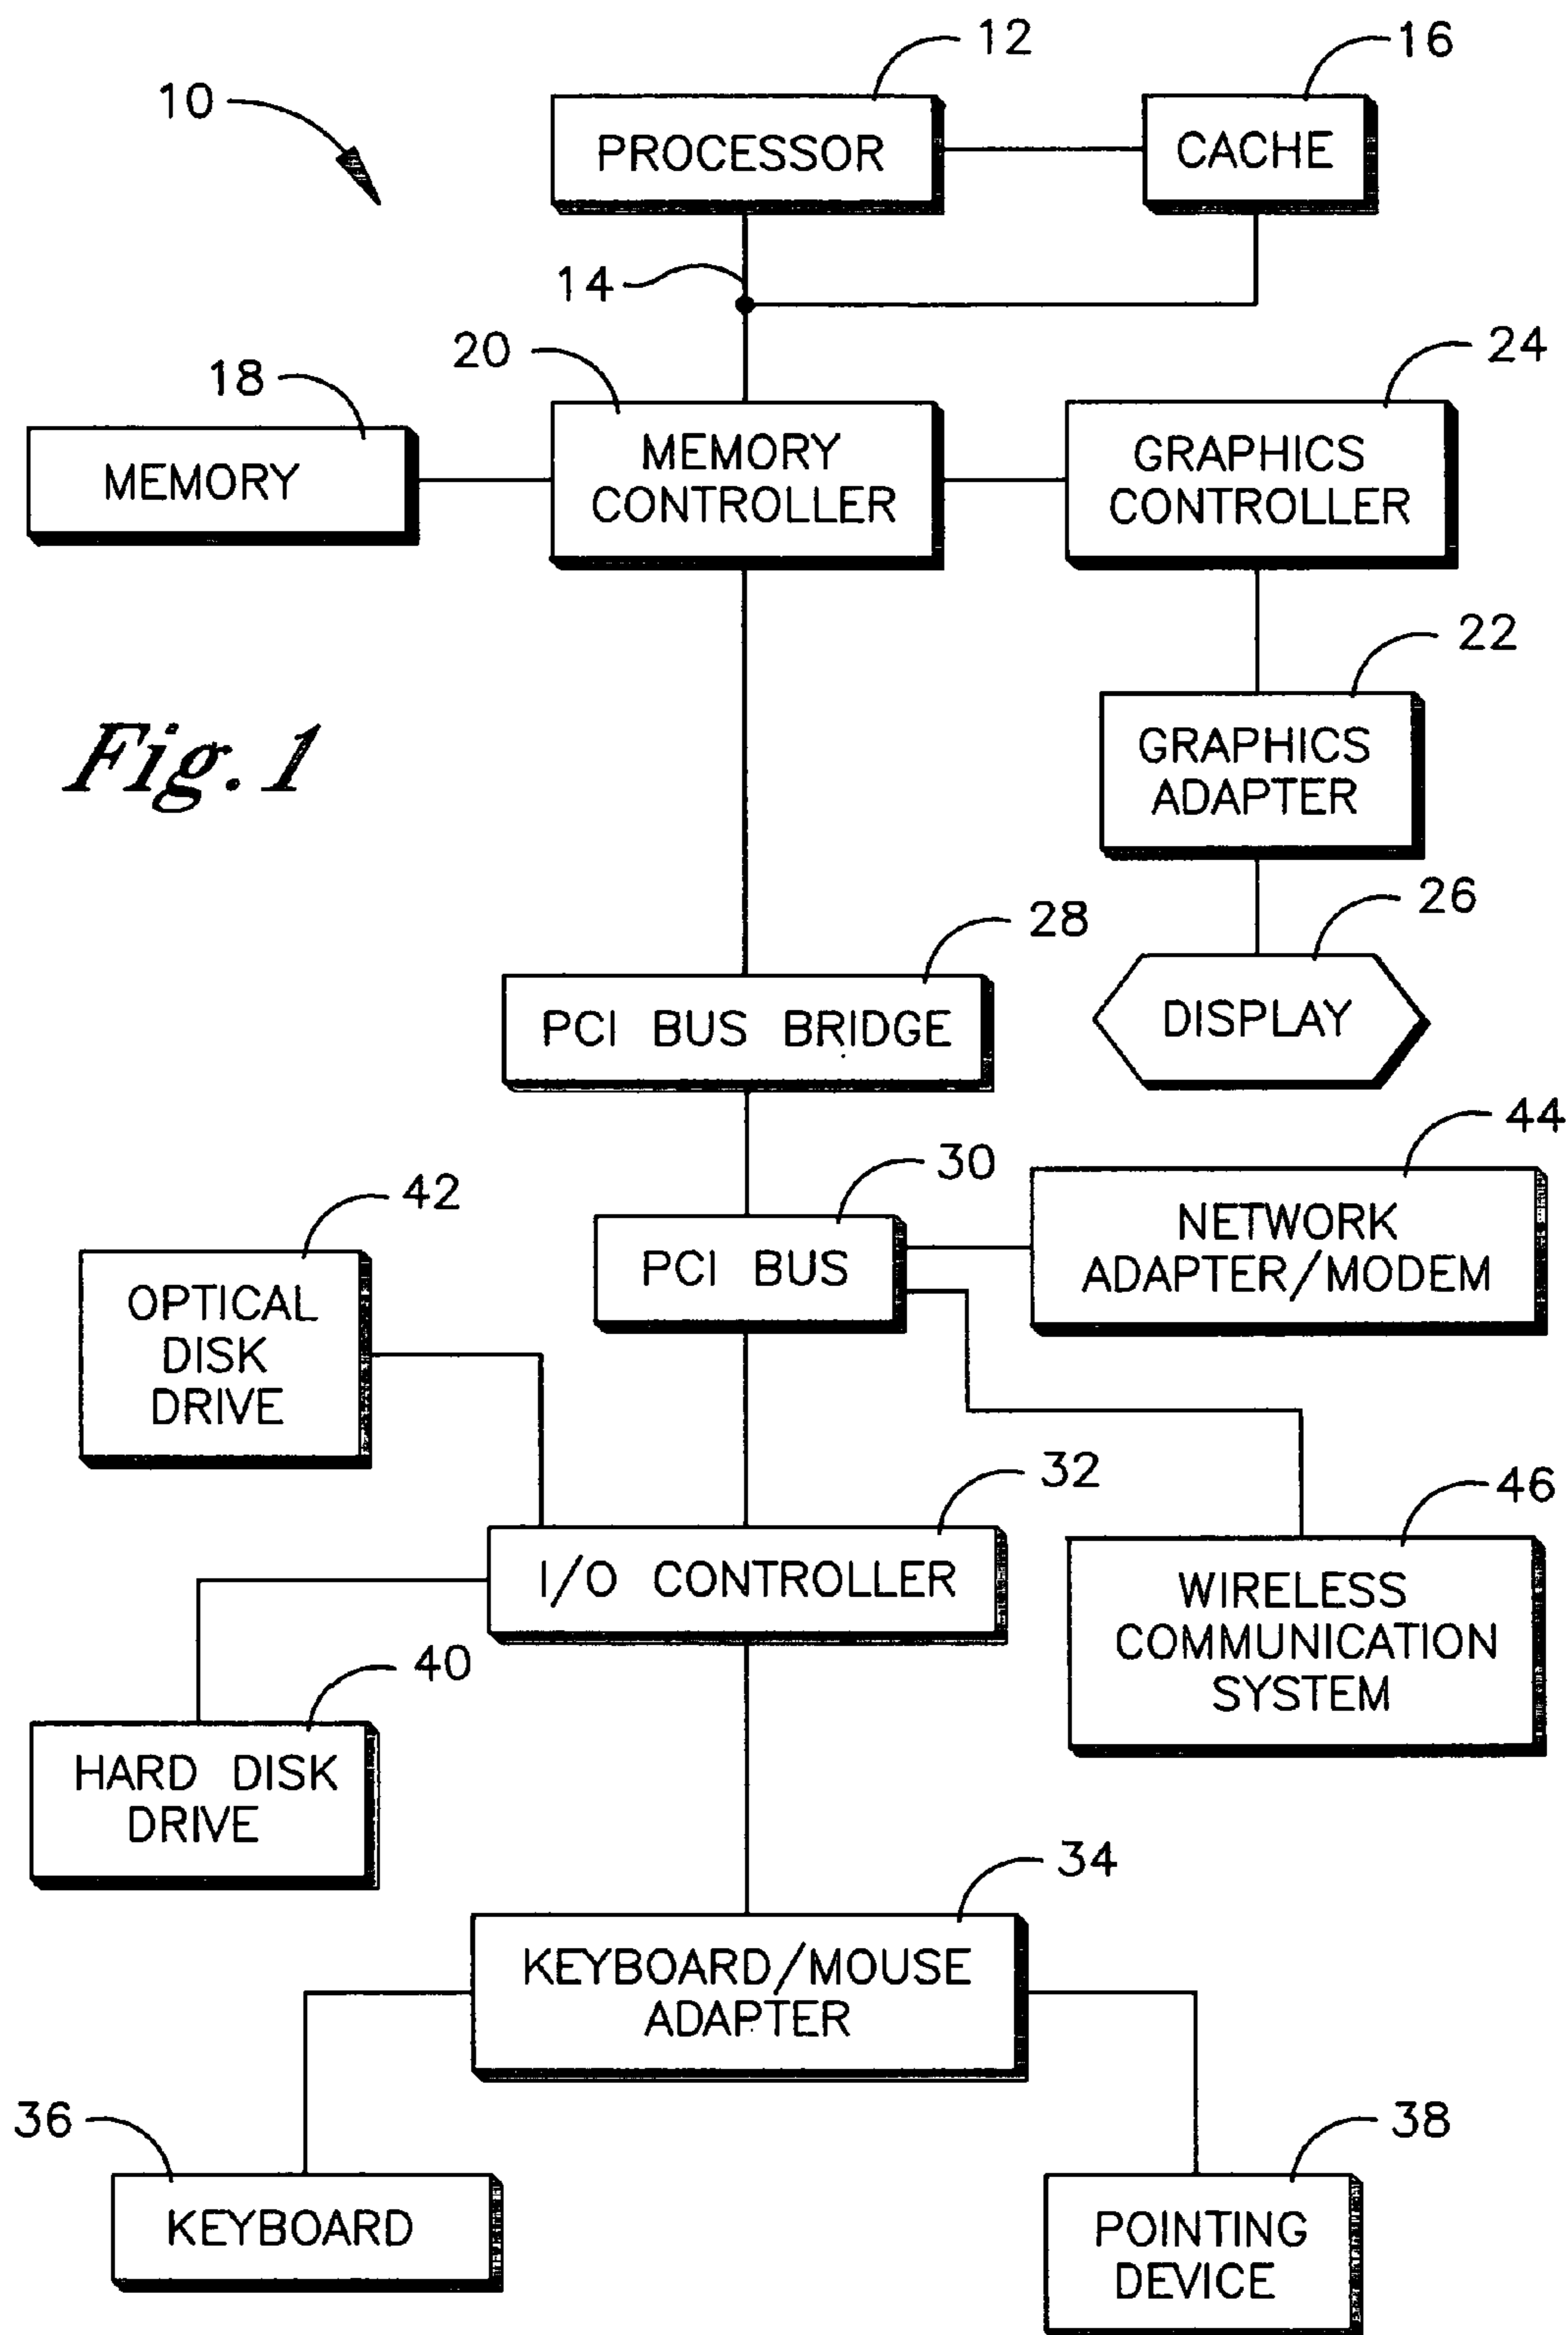 12
16
10
PROCESSOR
CACHE
14
20
24
18
MEMORY
MEMORY
CONTROLLER
GRAPHICS
CONTROLLER
22
Fig. 1
GRAPHICS
ADAPTER
26
28
PCI BUS BRIDGE
DISPLAY
44
30
42
NETWORK
ADAPTER/MODEM
PCI BUS
OPTICAL
DISK
DRIVE
32
46
I/O CONTROLLER
WIRELESS
COMMUNICATION
SYSTEM
40
HARD DISK
DRIVE
34
KEYBOARD/MOUSE
ADAPTER
36
38
KEYBOARD
POINTING
DEVICE